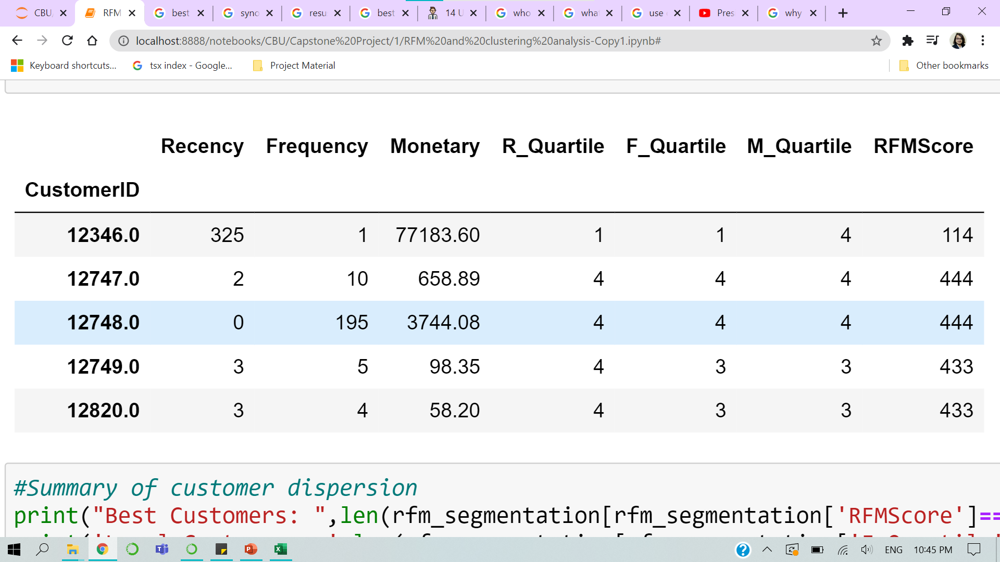 CBU, RFM best syno resu best 14 U who wha use Pres why
localhost:8888/notebooks/CBU/Capstone%20Project/1/RFM%20and%20clustering%20analysis-Copy1.ipynb#
Keyboard shortcuts... tsx index - Google... Project Material Other bookmarks
Recency Frequency Monetary R_Quartile F_Quartile M_Quartile RFMScore
CustomerID
12346.0 325 1 77183.60 1 1 4 114
12747.0 2 10 658.89 4 4 4 444
12748.0 0 195 3744.08 4 4 4 444
12749.0 3 5 98.35 4 3 3 433
12820.0 3 4 58.20 4 3 3 433
#Summary of customer dispersion
print("Best Customers: ",len(rfm_segmentation[rfm_segmentation['RFMScore']==
ENG 10:45 PM